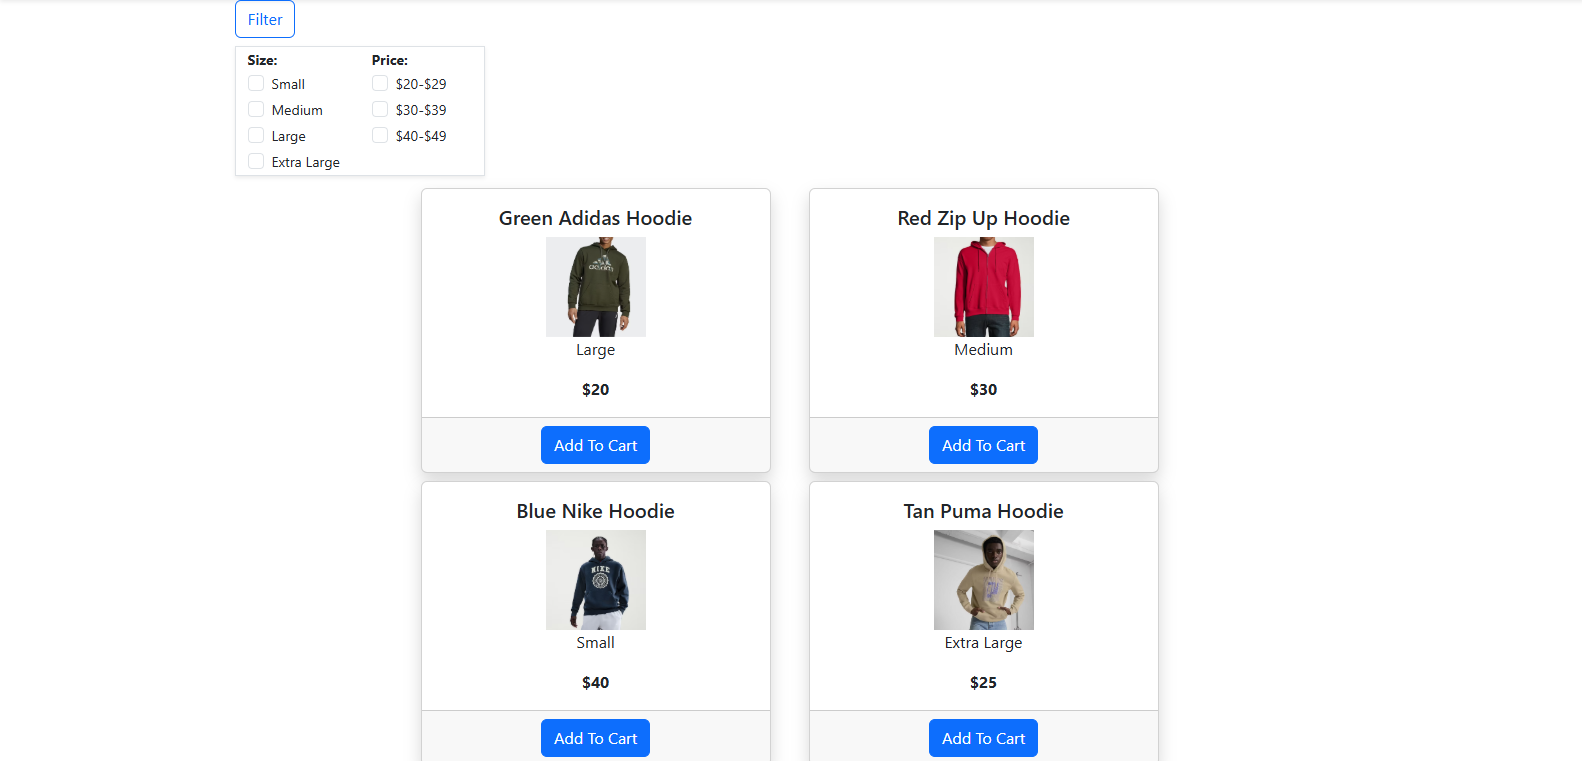 Filter
Size:
Small
Medium
Large
Extra Large
Price:
$20-$29
$30-$39
$40-$49
Green Adidas Hoodie
adidas
Large
$20
Add To Cart
Red Zip Up Hoodie
Medium
$30
Add To Cart
Blue Nike Hoodie
NIKE
Small
$40
Add To Cart
Tan Puma Hoodie
Extra Large
$25
Add To Cart